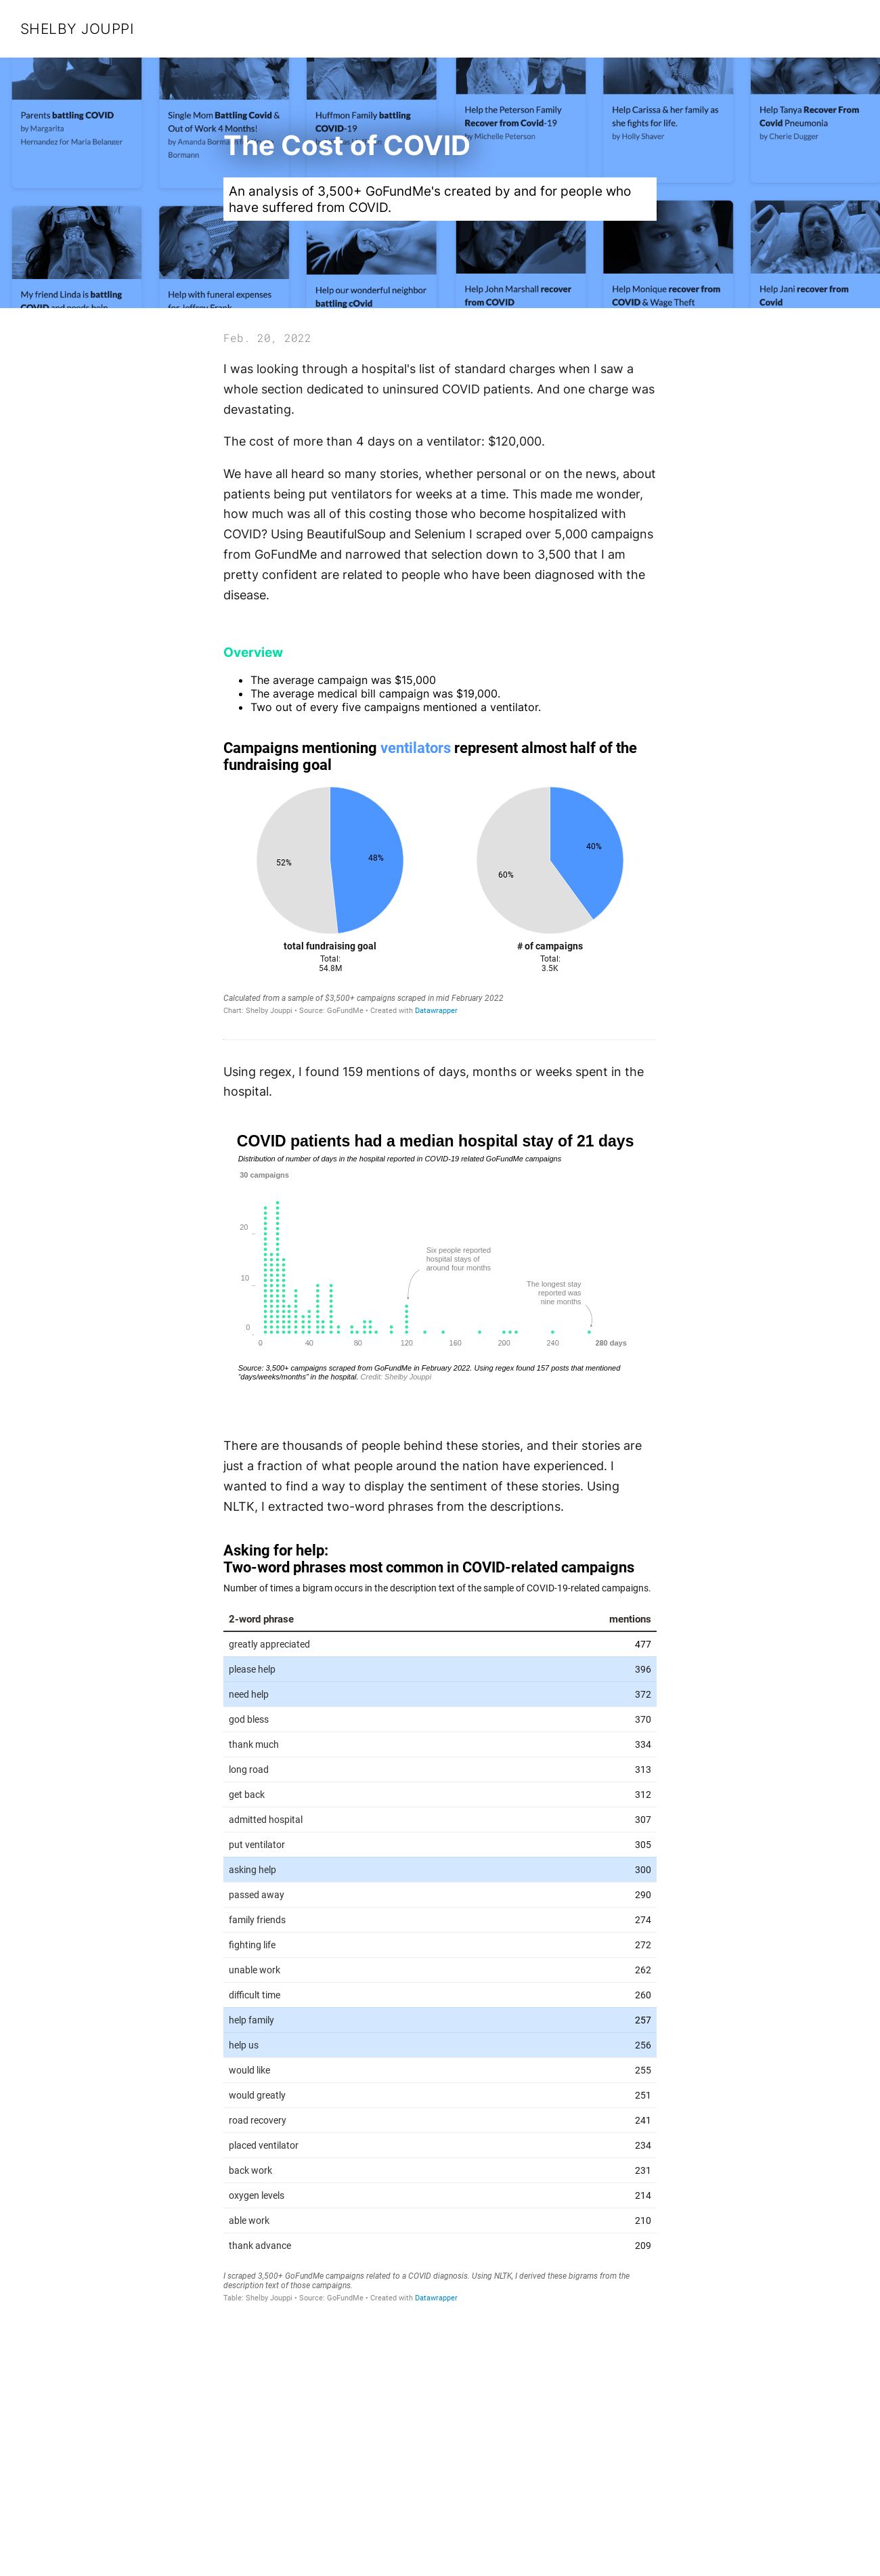 SHELBY JOUPPI
Parents battling COVID
by Margarita
Hernandez for Maria Belanger
Single Mom Battling Covid &
Out of Work 4 Months!
by Amanda
Bormann
Huffmon Family battling
COVID-19
Help the Peterson Family
Recover from Covid-19
by Michelle Peterson
Help Carissa & her family as
she fights for life.
by Holly Shaver
Help Tanya Recover From
Covid Pneumonia
by Cherie Dugger
The Cost of COVID
An analysis of 3,500+ GoFundMe's created by and for people who
have suffered from COVID.
My friend Linda is battling
COVID and needs help
Help with funeral expenses
for Jeffrey Frank
Help our wonderful neighbor
battling cOvid
Help John Marshall recover
from COVID
Help Monique recover from
COVID & Wage Theft
Help Jani recover from
Covid
Feb. 20, 2022
I was looking through a hospital's list of standard charges when I saw a
whole section dedicated to uninsured COVID patients. And one charge was
devastating.
The cost of more than 4 days on a ventilator: $120,000.
We have all heard so many stories, whether personal or on the news, about
patients being put ventilators for weeks at a time. This made me wonder,
how much was all of this costing those who become hospitalized with
COVID? Using BeautifulSoup and Selenium I scraped over 5,000 campaigns
from GoFundMe and narrowed that selection down to 3,500 that I am
pretty confident are related to people who have been diagnosed with the
disease.
Overview
• The average campaign was $15,000
• The average medical bill campaign was $19,000.
• Two out of every five campaigns mentioned a ventilator.
Campaigns mentioning ventilators represent almost half of the
fundraising goal
52%
48%
60%
40%
total fundraising goal
Total:
54.8M
# of campaigns
Total:
3.5K
Calculated from a sample of $3,500+ campaigns scraped in mid February 2022
Chart: Shelby Jouppi • Source: GoFundMe • Created with Datawrapper
Using regex, I found 159 mentions of days, months or weeks spent in the
hospital.
COVID patients had a median hospital stay of 21 days
Distribution of number of days in the hospital reported in COVID-19 related GoFundMe campaigns
30 campaigns
20
10
0
Six people reported
hospital stays of
around four months
The longest stay
reported was
nine months
0 40 80 120 160 200 240 280 days
Source: 3,500+ campaigns scraped from GoFundMe in February 2022. Using regex found 157 posts that mentioned
"days/weeks/months" in the hospital. Credit: Shelby Jouppi
There are thousands of people behind these stories, and their stories are
just a fraction of what people around the nation have experienced. I
wanted to find a way to display the sentiment of these stories. Using
NLTK, I extracted two-word phrases from the descriptions.
Asking for help:
Two-word phrases most common in COVID-related campaigns
Number of times a bigram occurs in the description text of the sample of COVID-19-related campaigns.
2-word phrase mentions
greatly appreciated 477
please help 396
need help 372
god bless 370
thank much 334
long road 313
get back 312
admitted hospital 307
put ventilator 305
asking help 300
passed away 290
family friends 274
fighting life 272
unable work 262
difficult time 260
help family 257
help us 256
would like 255
would greatly 251
road recovery 241
placed ventilator 234
back work 231
oxygen levels 214
able work 210
thank advance 209
I scraped 3,500+ GoFundMe campaigns related to a COVID diagnosis. Using NLTK, I derived these bigrams from the
description text of those campaigns.
Table: Shelby Jouppi • Source: GoFundMe • Created with Datawrapper